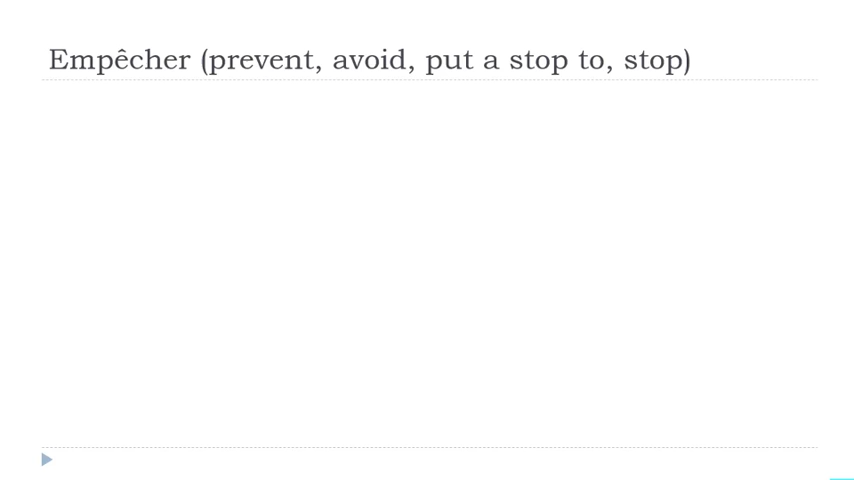 Empêcher (prevent, avoid, put a stop to, stop)